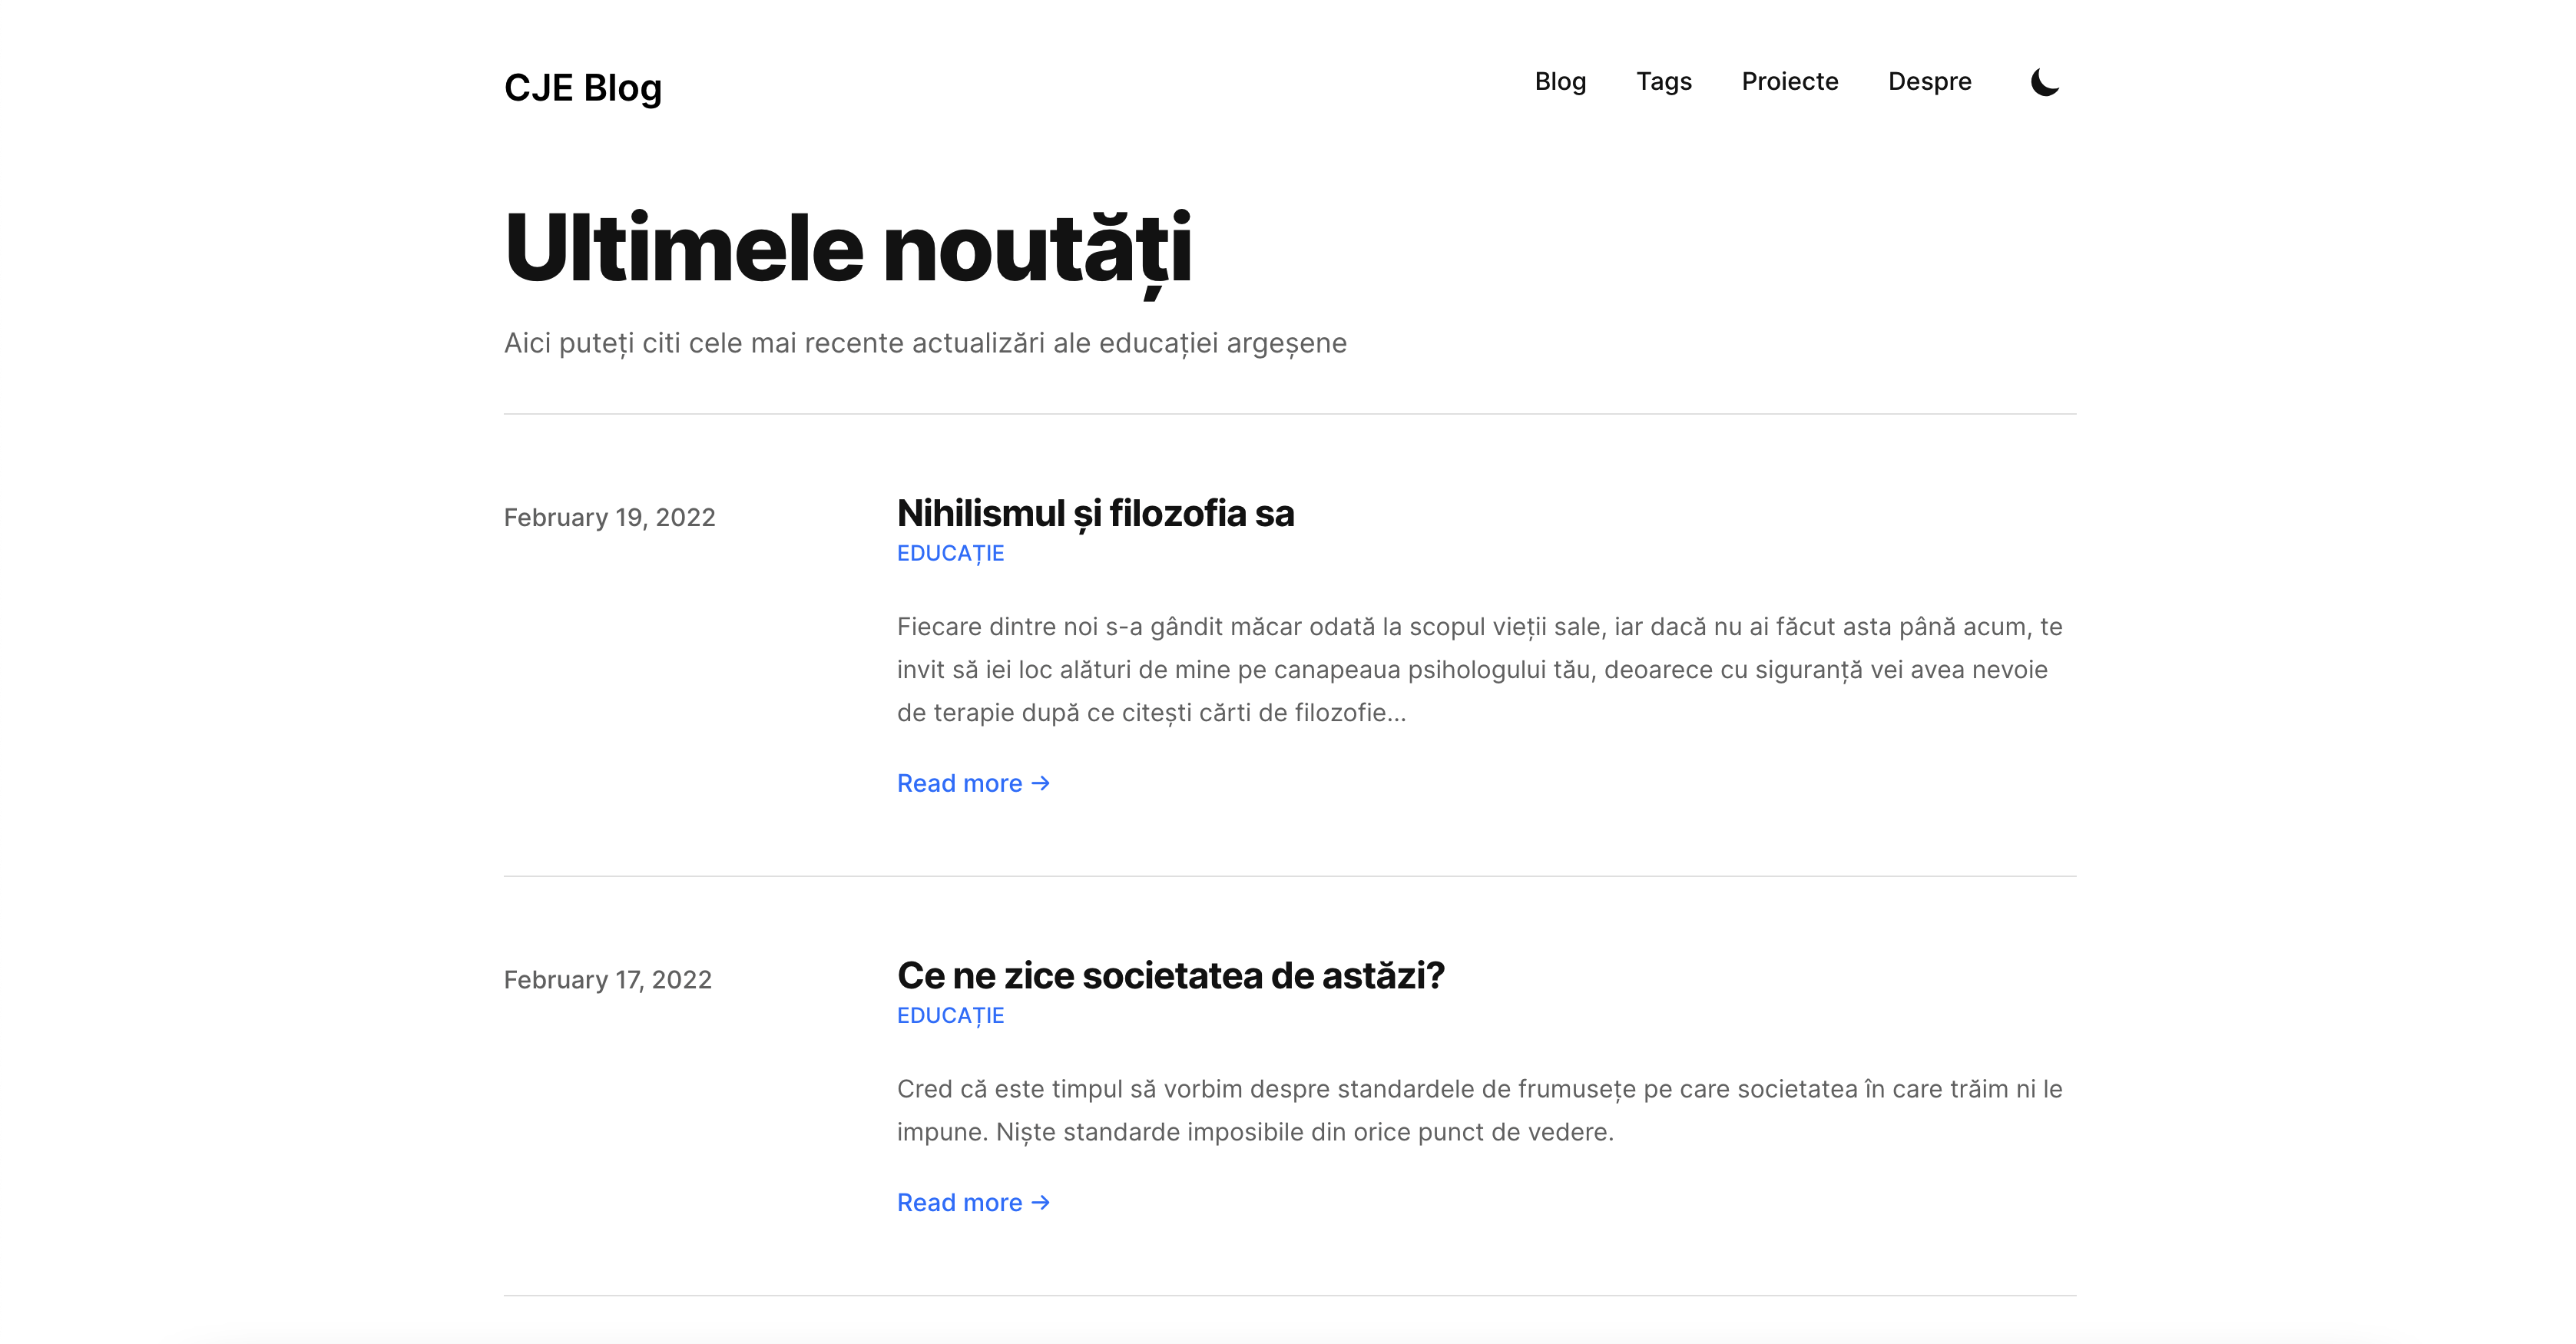 CJE Blog
Blog Tags Proiecte Despre
Ultimele noutăți
Aici puteți citi cele mai recente actualizări ale educației argeșene
February 19, 2022
Nihilismul și filozofia sa
EDUCAȚIE
Fiecare dintre noi s-a gândit măcar odată la scopul vieții sale, iar dacă nu ai făcut asta până acum, te
invit să iei loc alături de mine pe canapeaua psihologului tău, deoarece cu siguranță vei avea nevoie
de terapie după ce citești cărti de filozofie...
Read more →
February 17, 2022
Ce ne zice societatea de astăzi?
EDUCAȚIE
Cred că este timpul să vorbim despre standardele de frumusețe pe care societatea în care trăim ni le
impune. Niște standarde imposibile din orice punct de vedere.
Read more →